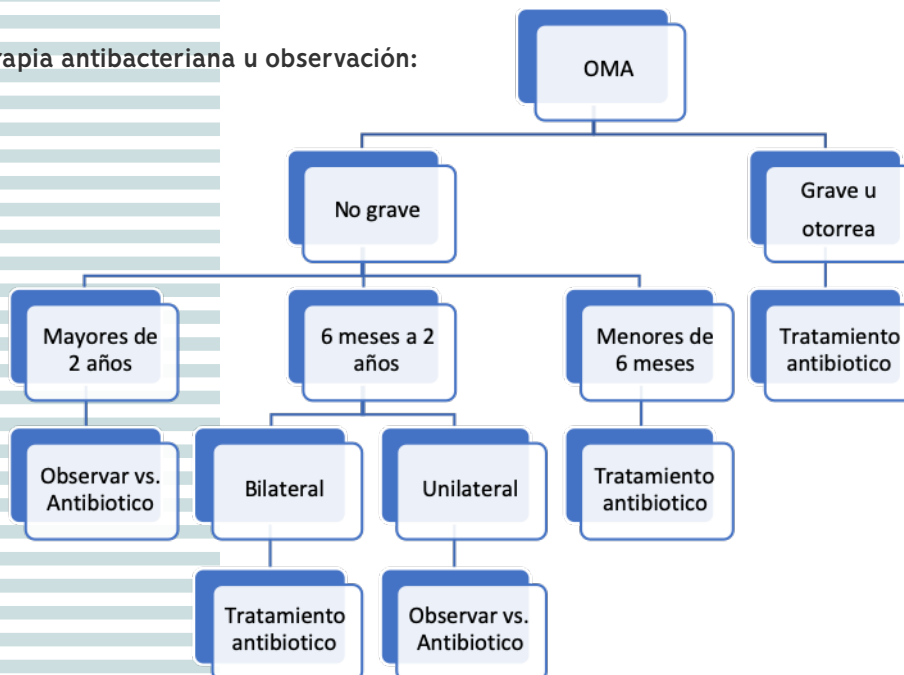 rapia antibacteriana u observación:
OMA
No grave
Grave u
otorrea
Mayores de
2 años
6 meses a 2
años
Menores de
6 meses
Tratamiento
antibiotico
Observar vs.
Antibiotico
Bilateral
Unilateral
Tratamiento
antibiotico
Tratamiento
antibiotico
Observar vs.
Antibiotico